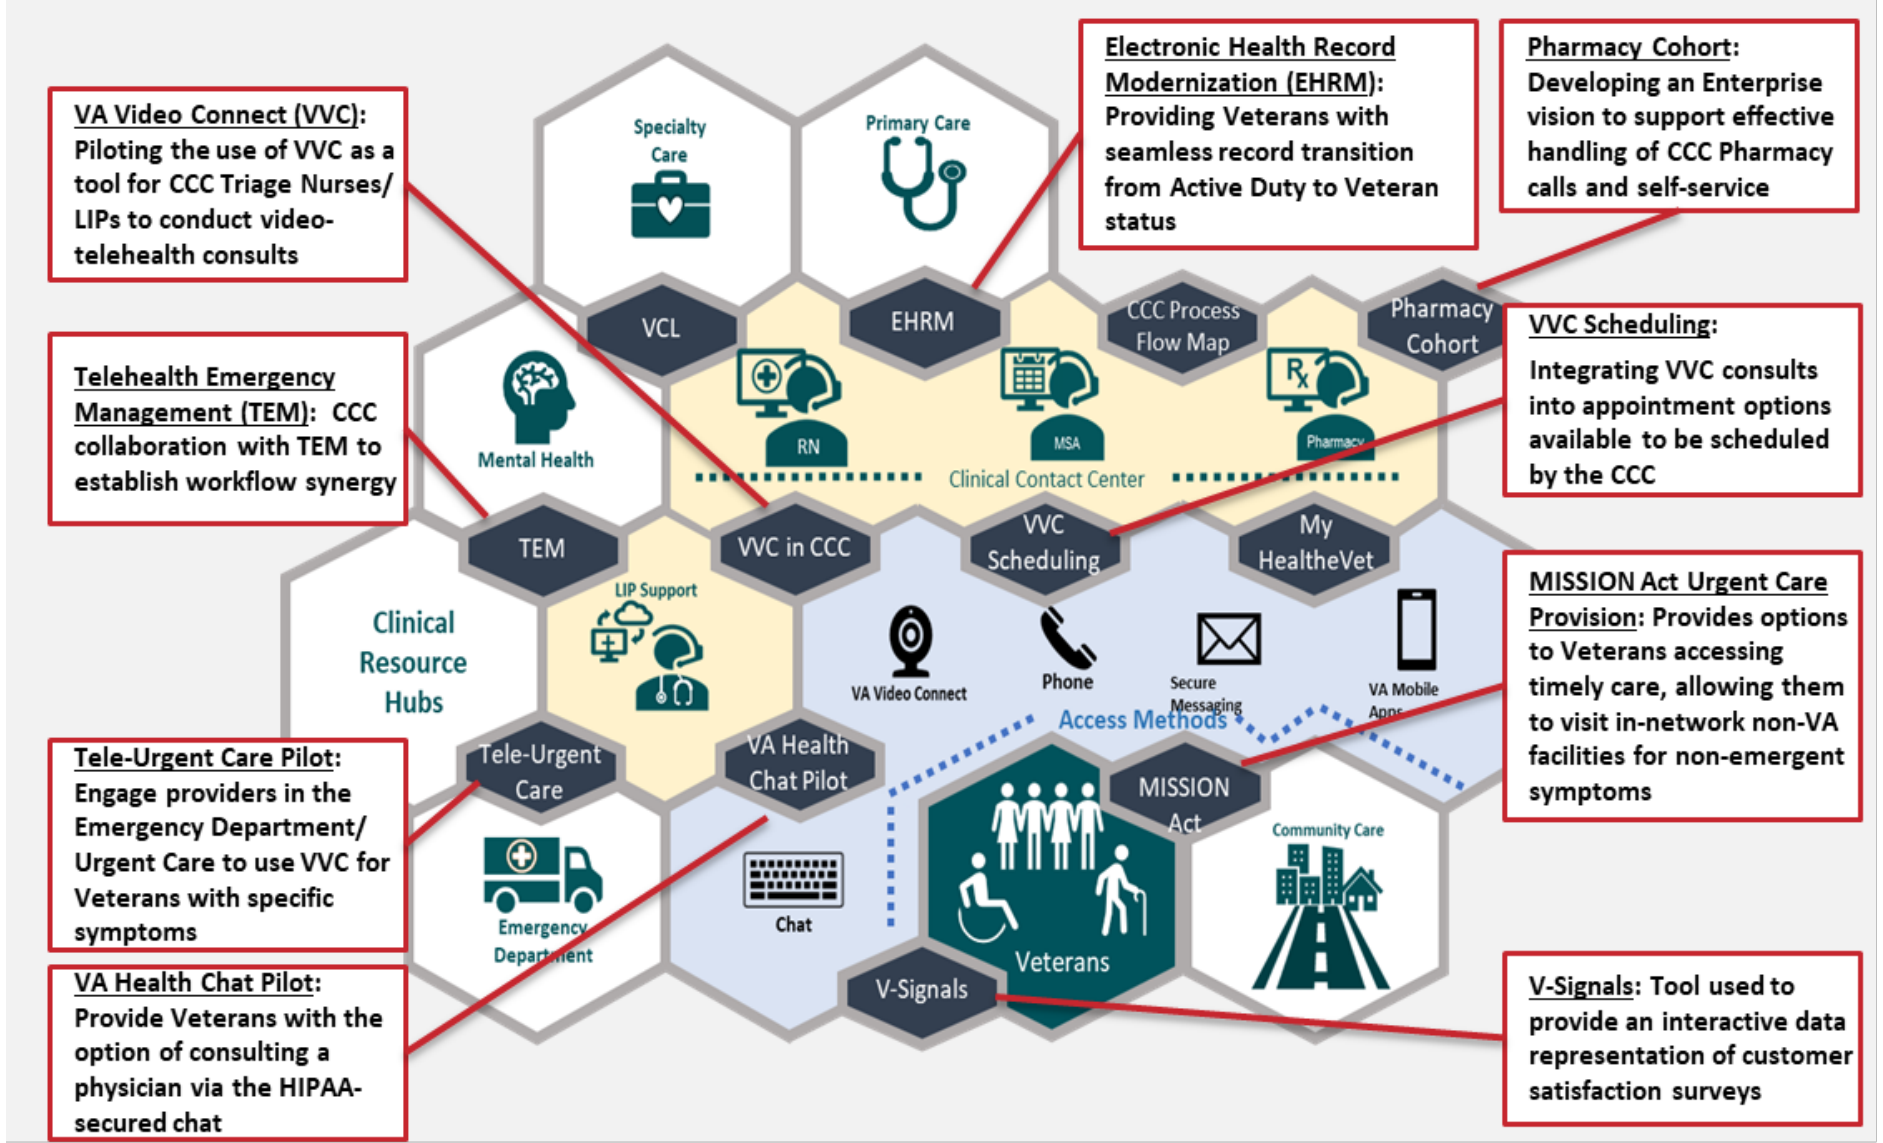 VA Video Connect (VVC):
Piloting the use of VVC as a
tool for CCC Triage Nurses/
LIPs to conduct video-
telehealth consults
Telehealth Emergency
Management (TEM): CCC
collaboration with TEM to
establish workflow synergy
Tele-Urgent Care Pilot:
Engage providers in the
Emergency Department/
Urgent Care to use VVC for
Veterans with specific
symptoms
VA Health Chat Pilot:
Provide Veterans with the
option of consulting a
physician via the HIPAA-
secured chat
Specialty
Care
Primary Care
VCL
EHRM
CCC Process
Flow Map
Pharmacy
Cohort
Mental Health
RN
MSA
Pharmacy
Clinical Contact Center
TEM
VVC in CCC
VVC
Scheduling
My
HealtheVet
Clinical
Resource
Hubs
LIP Support
VA Video Connect
Phone
Secure
Messaging
VA Mobile
Apps
Access Methods
Tele-Urgent
Care
VA Health
Chat Pilot
MISSION
Act
Emergency
Department
Chat
Veterans
Community Care
V-Signals
Rx
Electronic Health Record
Modernization (EHRM):
Providing Veterans with
seamless record transition
from Active Duty to Veteran
status
Pharmacy Cohort:
Developing an Enterprise
vision to support effective
handling of CCC Pharmacy
calls and self-service
VVC Scheduling:
Integrating VVC consults
into appointment options
available to be scheduled
by the CCC
MISSION Act Urgent Care
Provision: Provides options
to Veterans accessing
timely care, allowing them
to visit in-network non-VA
facilities for non-emergent
symptoms
V-Signals: Tool used to
provide an interactive data
representation of customer
satisfaction surveys